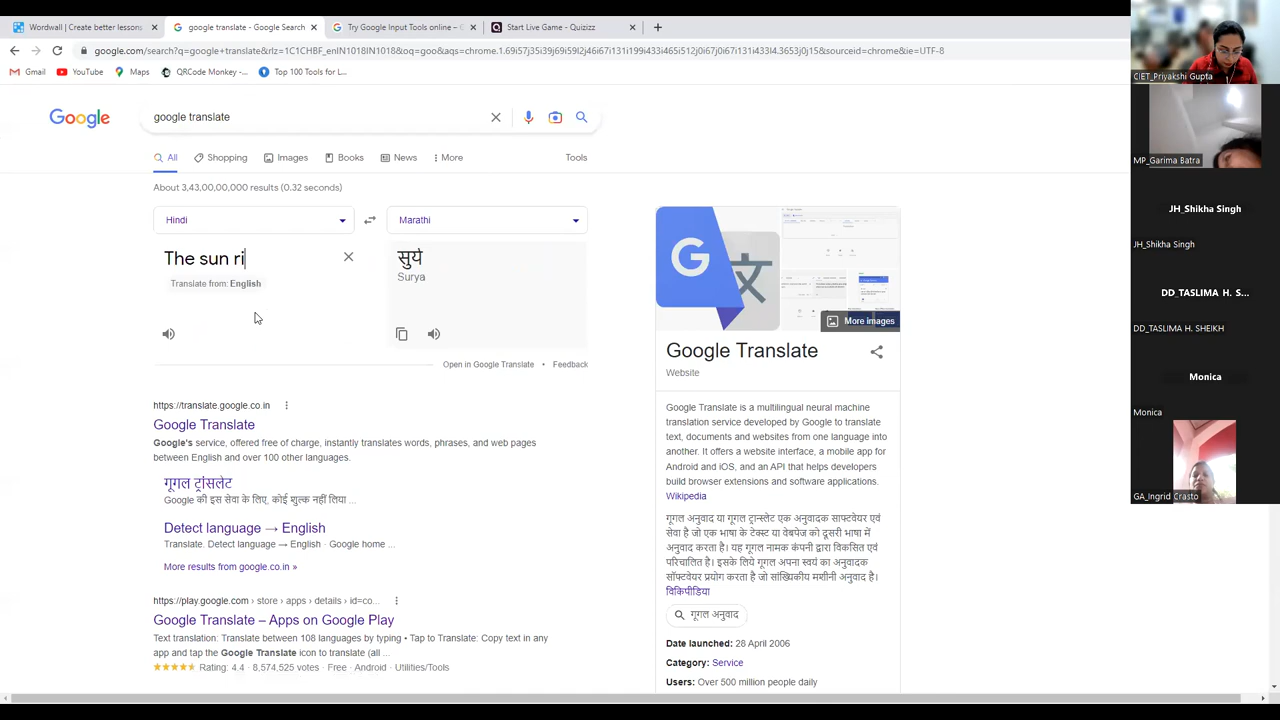 Wordwall | Create better lessons
google translate - Google Search
Try Google Input Tools online – G
Start Live Game - Quizizz
google.com/search?q=google+translate&rlz=1C1CHBF_enIN1018IN1018&oq=goo&aqs=chrome.1.69i57j35i39j69i59l2j46i67i131i199i433i465i512j0i67j0i67i131i433l4.3653j0j15&sourceid=chrome&ie=UTF-8
Gmail
YouTube
Maps
QRCode Monkey -...
Top 100 Tools for L...
Google
google translate
All
Shopping
Images
Books
News
More
Tools
About 3,43,00,00,000 results (0.32 seconds)
Hindi
Marathi
The sun ri
Translate from: English
सुर्य
Surya
Open in Google Translate • Feedback
https://translate.google.co.in
Google Translate
Google's service, offered free of charge, instantly translates words, phrases, and web pages
between English and over 100 other languages.
गूगल ट्रांसलेट
Google की इस सेवा के लिए, कोई शुल्क नहीं लिया ...
Detect language → English
Translate. Detect language → English · Google home ...
More results from google.co.in »
https://play.google.com › store › apps › details › id=co...
Google Translate – Apps on Google Play
Text translation: Translate between 108 languages by typing • Tap to Translate: Copy text in any
app and tap the Google Translate icon to translate (all ...
Rating: 4.4 · 8,574,525 votes · Free · Android · Utilities/Tools
G
More images
Google Translate
Website
Google Translate is a multilingual neural machine
translation service developed by Google to translate
text, documents and websites from one language into
another. It offers a website interface, a mobile app for
Android and iOS, and an API that helps developers
build browser extensions and software applications.
Wikipedia
गूगल अनुवाद या गूगल ट्रान्स्लेट एक अनुवादक साफ्टवेयर एवं
सेवा है जो एक भाषा के टेक्स्ट या वेबपेज को दूसरी भाषा में
अनुवाद करता है। यह गूगल नामक कंपनी द्वारा विकसित एवं
परिचालित है। इसके लिये गूगल अपना स्वयं का अनुवादक
सॉफ्टवेयर प्रयोग करता है जो सांख्यिकीय मशीनी अनुवाद है।
विकिपीडिया
गूगल अनुवाद
Date launched: 28 April 2006
Category: Service
Users: Over 500 million people daily
CIET_Priyakshi Gupta
MP_Garima Batra
JH_Shikha Singh
JH_Shikha Singh
DD_TASLIMA H. S...
DD_TASLIMA H. SHEIKH
Monica
Monica
GA_Ingrid Crasto